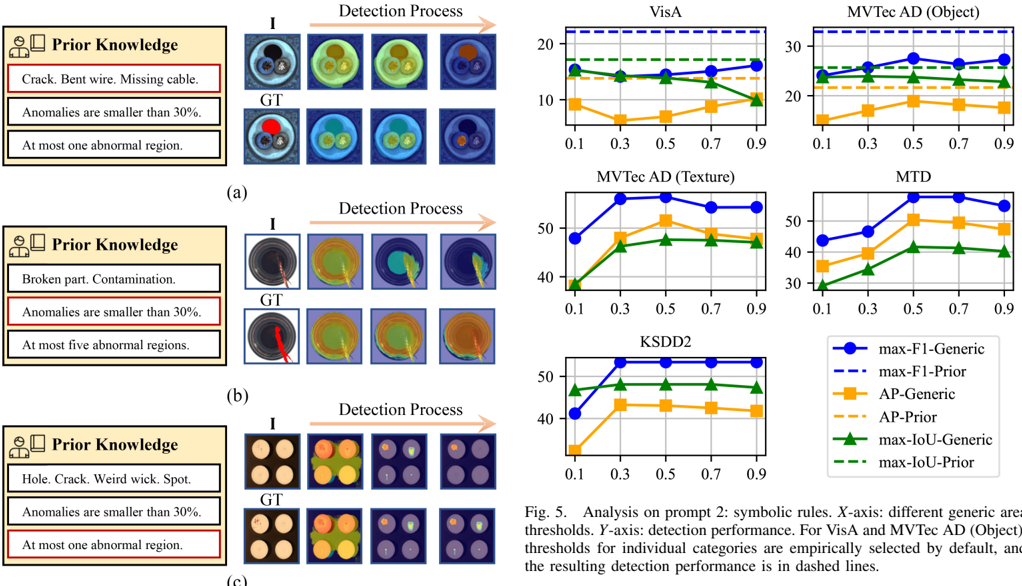 I
Detection Process
Prior Knowledge
Crack. Bent wire. Missing cable.
Anomalies are smaller than 30%.
At most one abnormal region.
GT
(a)
I
Detection Process
Prior Knowledge
Broken part. Contamination.
Anomalies are smaller than 30%.
At most five abnormal regions.
GT
(b)
I
Detection Process
Prior Knowledge
Hole. Crack. Weird wick. Spot.
Anomalies are smaller than 30%.
At most one abnormal region.
GT
(c)
VisA
20
10
0.1 0.3 0.5 0.7 0.9
MVTec AD (Object)
30
20
0.1 0.3 0.5 0.7 0.9
MVTec AD (Texture)
50
40
0.1 0.3 0.5 0.7 0.9
MTD
50
40
30
0.1 0.3 0.5 0.7 0.9
KSDD2
50
40
0.1 0.3 0.5 0.7 0.9
max-F1-Generic
max-F1-Prior
AP-Generic
AP-Prior
max-IoU-Generic
max-IoU-Prior
Fig. 5. Analysis on prompt 2: symbolic rules. X-axis: different generic area
thresholds. Y-axis: detection performance. For VisA and MVTec AD (Object)
thresholds for individual categories are empirically selected by default, and
the resulting detection performance is in dashed lines.